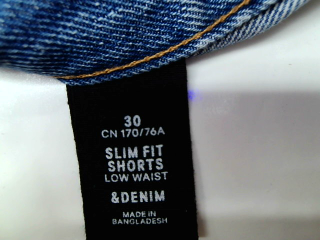 30
CN 170/76A
SLIM FIT
SHORTS
LOW WAIST
&DENIM
MADE IN
BANGLADESH